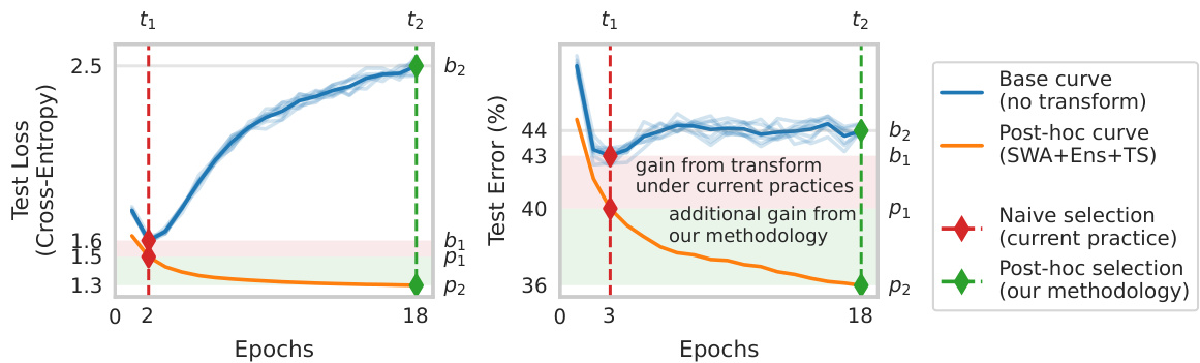 t₁
t₂
2.5
1.6
1.5
1.3
b₂
b₁
p₁
p₂
0
2
18
Epochs
Test Loss
(Cross-Entropy)
t₁
t₂
44
43
40
36
b₂
b₁
p₁
p₂
0
3
18
Epochs
Test Error (%)
gain from transform
under current practices
additional gain from
our methodology
Base curve
(no transform)
Post-hoc curve
(SWA+Ens+TS)
Naive selection
(current practice)
Post-hoc selection
(our methodology)